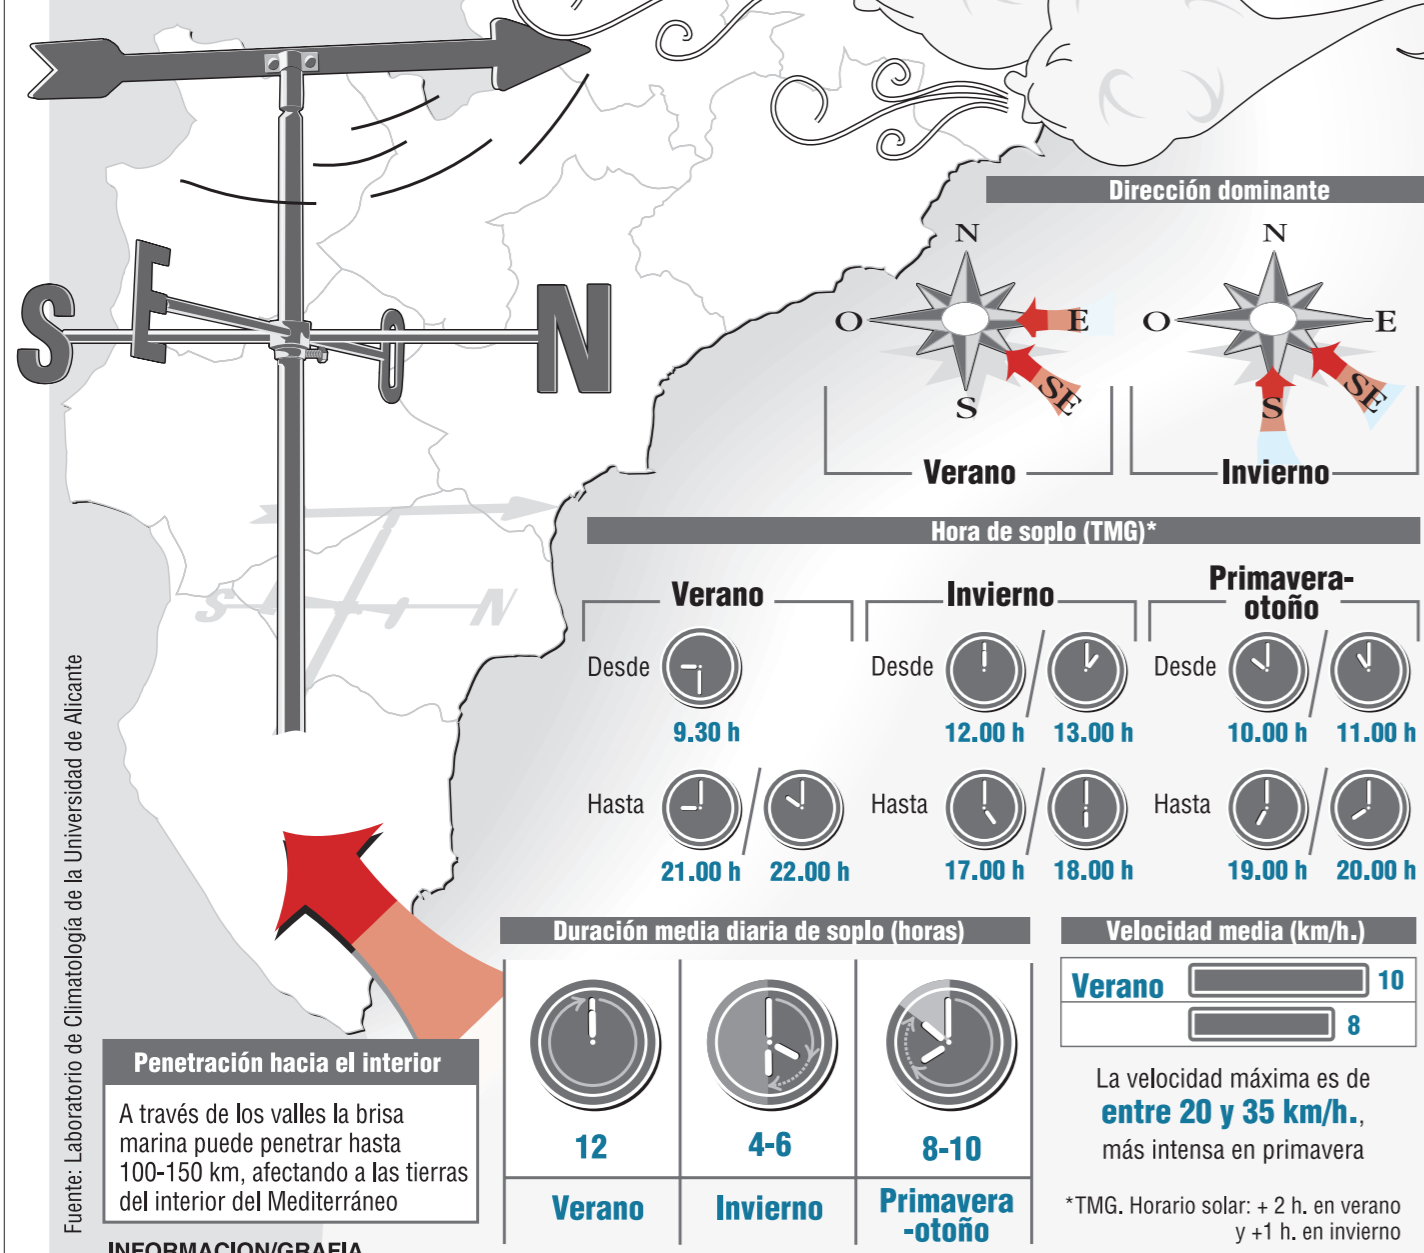 S
E
O
N
S
N
Dirección dominante
N
O
E
S
SE
Verano
N
O
E
S
SE
Invierno
Hora de soplo (TMG)*
Verano
Desde
9.30 h
Hasta
21.00 h
22.00 h
Invierno
Desde
12.00 h
13.00 h
Hasta
17.00 h
18.00 h
Primavera-
otoño
Desde
10.00 h
11.00 h
Hasta
19.00 h
20.00 h
Duración media diaria de soplo (horas)
12
Verano
4-6
Invierno
8-10
Primavera
-otoño
Velocidad media (km/h.)
Verano
10
8
La velocidad máxima es de
entre 20 y 35 km/h.,
más intensa en primavera
*TMG. Horario solar: + 2 h. en verano
y +1 h. en invierno
Penetración hacia el interior
A través de los valles la brisa
marina puede penetrar hasta
100-150 km, afectando a las tierras
del interior del Mediterráneo
Fuente: Laboratorio de Climatología de la Universidad de Alicante
INFORMACION/GRAFIA